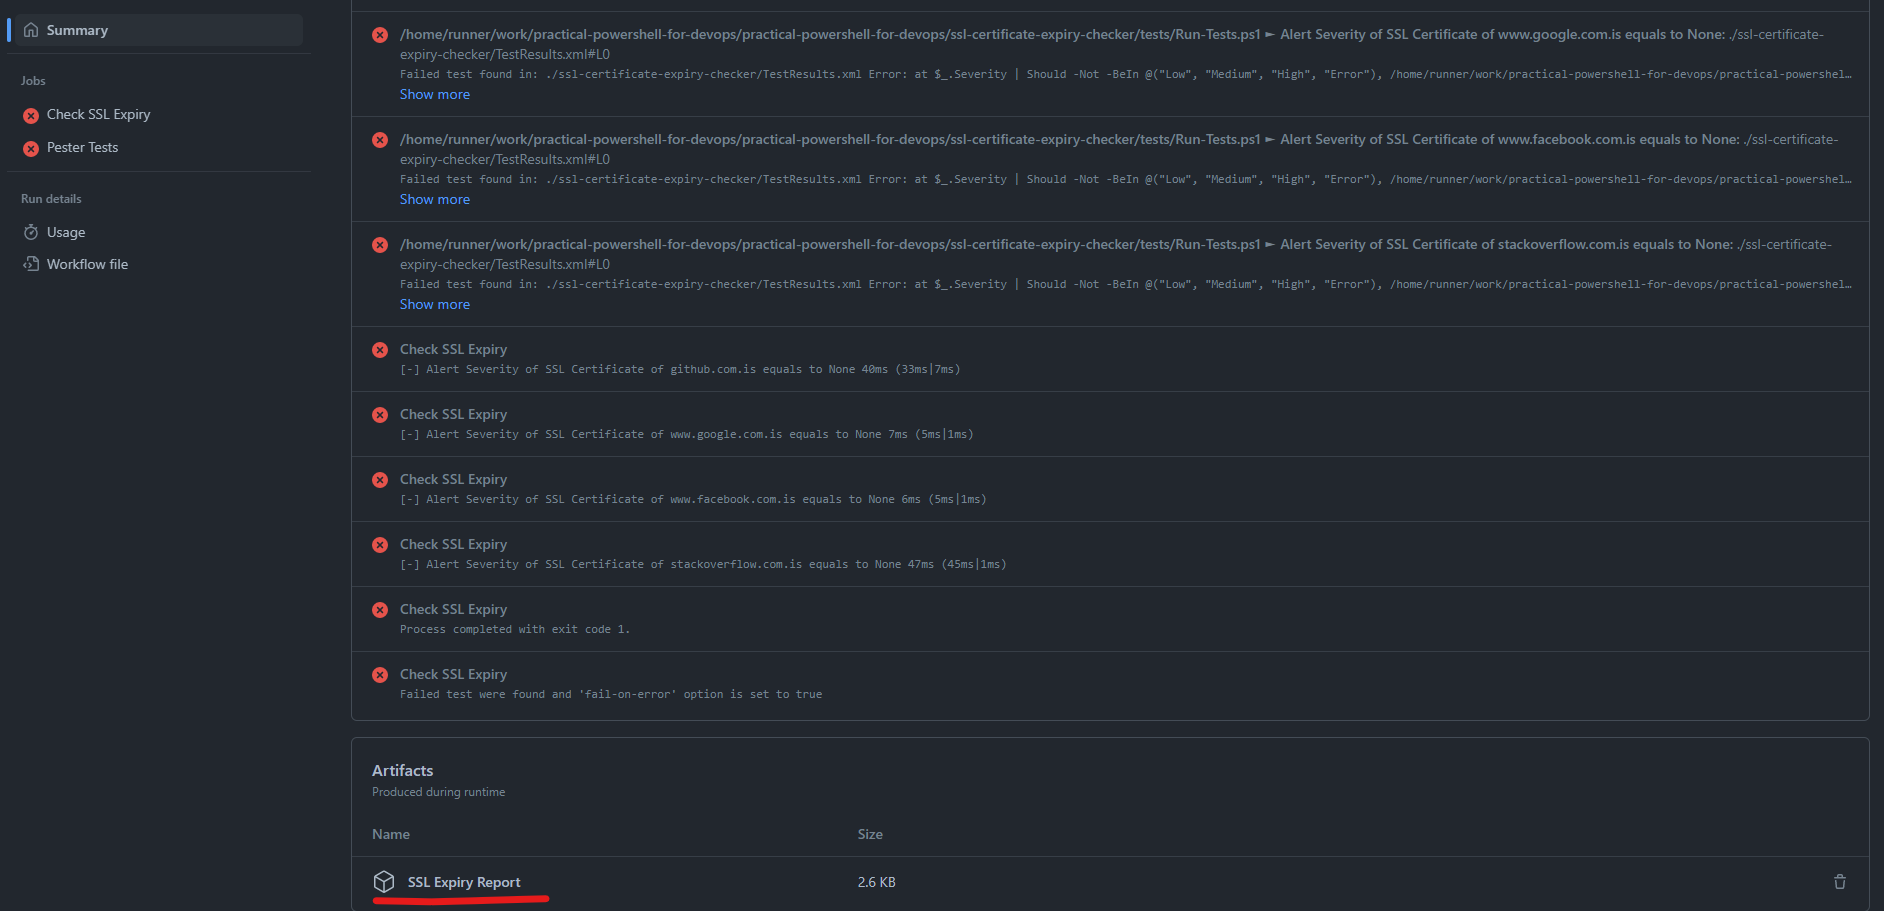 Summary
Jobs
Check SSL Expiry
Pester Tests
Run details
Usage
Workflow file
/home/runner/work/practical-powershell-for-devops/practical-powershell-for-devops/ssl-certificate-expiry-checker/tests/Run-Tests.ps1 ► Alert Severity of SSL Certificate of www.google.com.is equals to None: ./ssl-certificate-
expiry-checker/TestResults.xml#L0
Failed test found in: ./ssl-certificate-expiry-checker/TestResults.xml Error: at $_.Severity | Should -Not -BeIn @("Low", "Medium", "High", "Error"), /home/runner/work/practical-powershell-for-devops/practical-powershel…
Show more
/home/runner/work/practical-powershell-for-devops/practical-powershell-for-devops/ssl-certificate-expiry-checker/tests/Run-Tests.ps1 ► Alert Severity of SSL Certificate of www.facebook.com.is equals to None: ./ssl-certificate-
expiry-checker/TestResults.xml#L0
Failed test found in: ./ssl-certificate-expiry-checker/TestResults.xml Error: at $_.Severity | Should -Not -BeIn @("Low", "Medium", "High", "Error"), /home/runner/work/practical-powershell-for-devops/practical-powershel…
Show more
/home/runner/work/practical-powershell-for-devops/practical-powershell-for-devops/ssl-certificate-expiry-checker/tests/Run-Tests.ps1 ► Alert Severity of SSL Certificate of stackoverflow.com.is equals to None: ./ssl-certificate-
expiry-checker/TestResults.xml#L0
Failed test found in: ./ssl-certificate-expiry-checker/TestResults.xml Error: at $_.Severity | Should -Not -BeIn @("Low", "Medium", "High", "Error"), /home/runner/work/practical-powershell-for-devops/practical-powershel…
Show more
Check SSL Expiry
[-] Alert Severity of SSL Certificate of github.com.is equals to None 40ms (33ms|7ms)
Check SSL Expiry
[-] Alert Severity of SSL Certificate of www.google.com.is equals to None 7ms (5ms|1ms)
Check SSL Expiry
[-] Alert Severity of SSL Certificate of www.facebook.com.is equals to None 6ms (5ms|1ms)
Check SSL Expiry
[-] Alert Severity of SSL Certificate of stackoverflow.com.is equals to None 47ms (45ms|1ms)
Check SSL Expiry
Process completed with exit code 1.
Check SSL Expiry
Failed test were found and 'fail-on-error' option is set to true
Artifacts
Produced during runtime
Name Size
SSL Expiry Report 2.6 KB